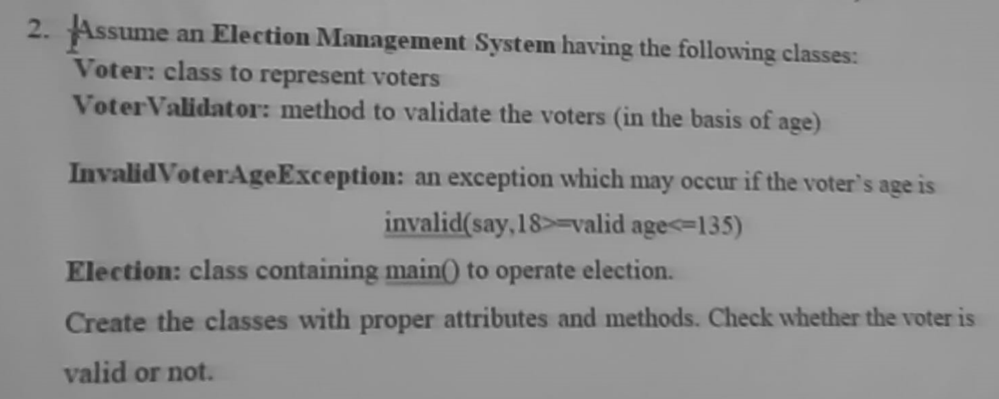 2. Assume an Election Management System having the following classes:
Voter: class to represent voters
VoterValidator: method to validate the voters (in the basis of age)
InvalidVoterAgeException: an exception which may occur if the voter's age is
invalid(say,18>=valid age<=135)
Election: class containing main() to operate election.
Create the classes with proper attributes and methods. Check whether the voter is
valid or not.